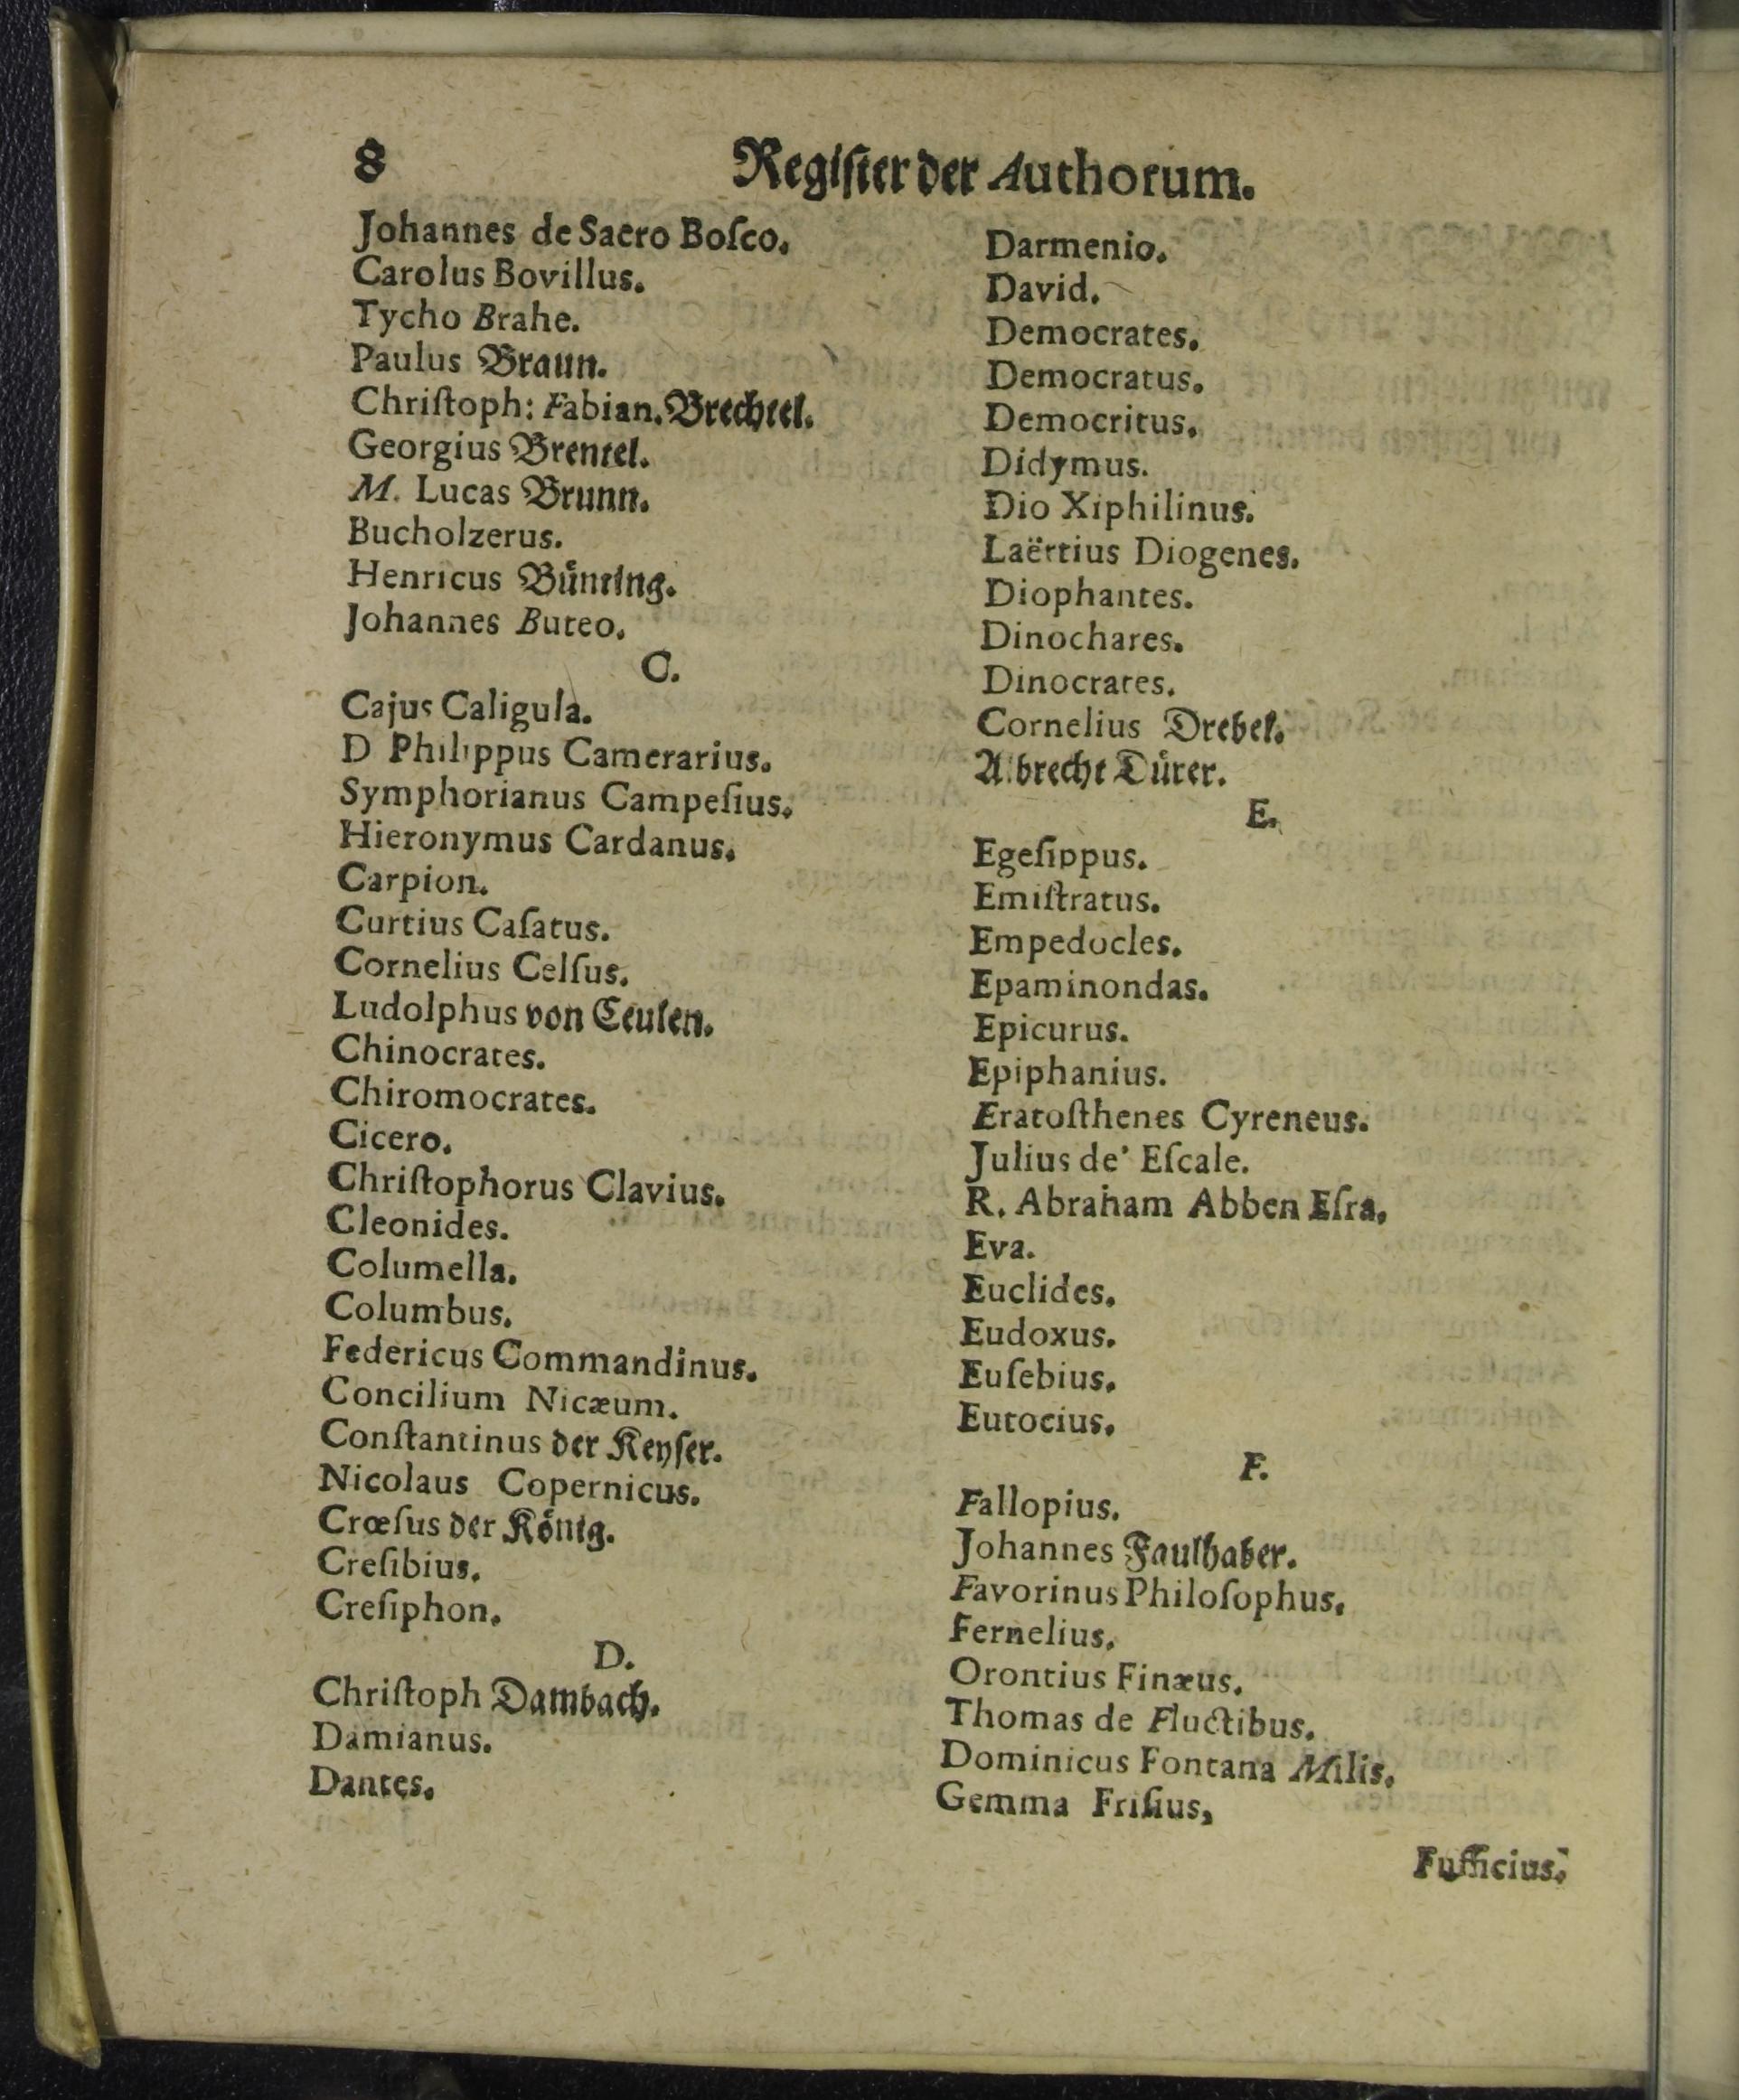 8 Regiſter der Authorum.
Johannes de Sacro Boſco.
Carolus Bovillus.
Tycho Brahe.
Paulus Braun.
Chriſtoph: Fabian. Brechtel.
Georgius Brentel.
M. Lucas Brunn.
Bucholzerus.
Henricus Bünting.
Johannes Buteo.
C.
Cajus Caligula.
D Philippus Camerarius.
Symphorianus Campeſius.
Hieronymus Cardanus.
Carpion.
Curtius Caſatus.
Cornelius Celſus.
Ludolphus von Ceulen.
Chinocrates.
Chiromocrates.
Cicero.
Chriſtophorus Clavius.
Cleonides.
Columella.
Columbus.
Federicus Commandinus.
Concilium Nicæum.
Conſtantinus der Keyſer.
Nicolaus Copernicus.
Crœſus der König.
Creſibius.
Creſiphon.
D.
Chriſtoph Dambach.
Damianus.
Dantes.
Darmenio.
David.
Democrates.
Democratus.
Democritus.
Didymus.
Dio Xiphilinus.
Laërtius Diogenes.
Diophantes.
Dinochares.
Dinocrates.
Cornelius Drebel.
Albrecht Dürer.
E.
Egeſippus.
Emiſtratus.
Empedocles.
Epaminondas.
Epicurus.
Epiphanius.
Eratoſthenes Cyreneus.
Julius de' Eſcale.
R. Abraham Abben Eſra.
Eva.
Euclides.
Eudoxus.
Euſebius.
Eutocius.
F.
Fallopius.
Johannes Faulhaber.
Favorinus Philoſophus.
Fernelius.
Orontius Finæus.
Thomas de Fluctibus.
Dominicus Fontana Milis.
Gemma Friſius,
Fufficius.